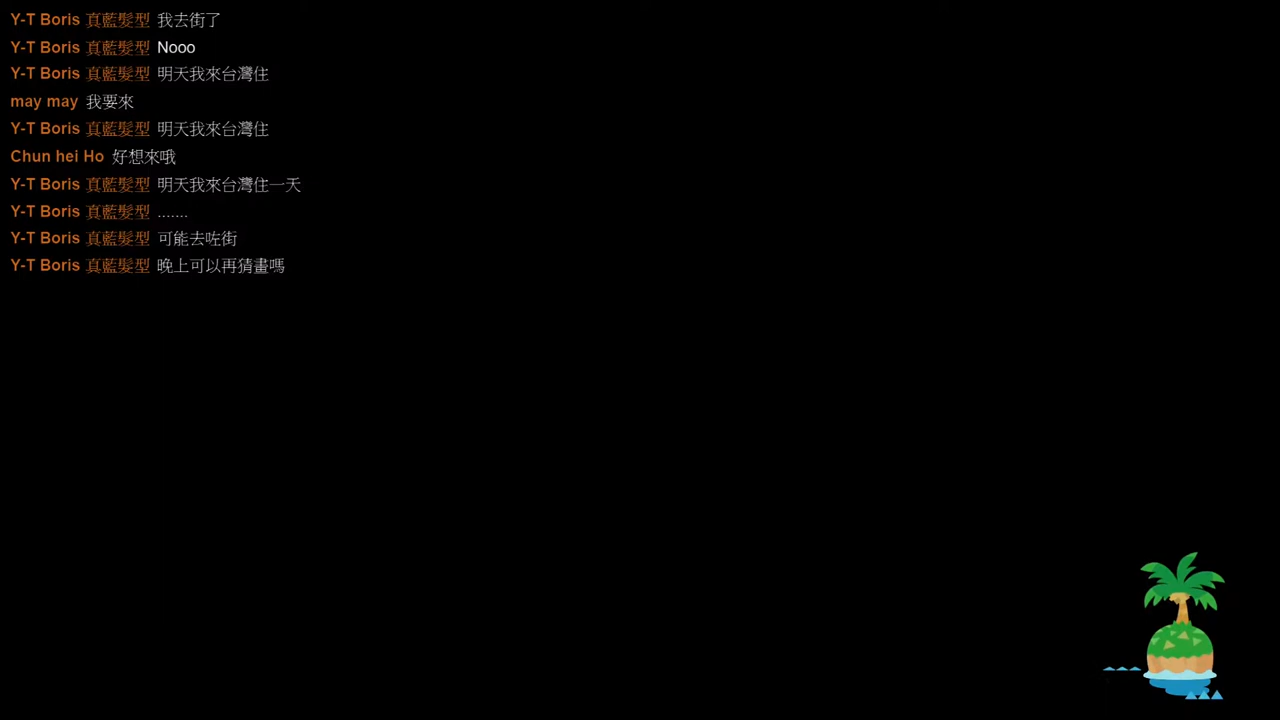 Y-T Boris 真藍髮型 我去街了
Y-T Boris 真藍髮型 Nooo
Y-T Boris 真藍髮型 明天我來台灣住
may may 我要來
Y-T Boris 真藍髮型 明天我來台灣住
Chun hei Ho 好想來哦
Y-T Boris 真藍髮型 明天我來台灣住一天
Y-T Boris 真藍髮型 .......
Y-T Boris 真藍髮型 可能去咗街
Y-T Boris 真藍髮型 晚上可以再猜畫嗎